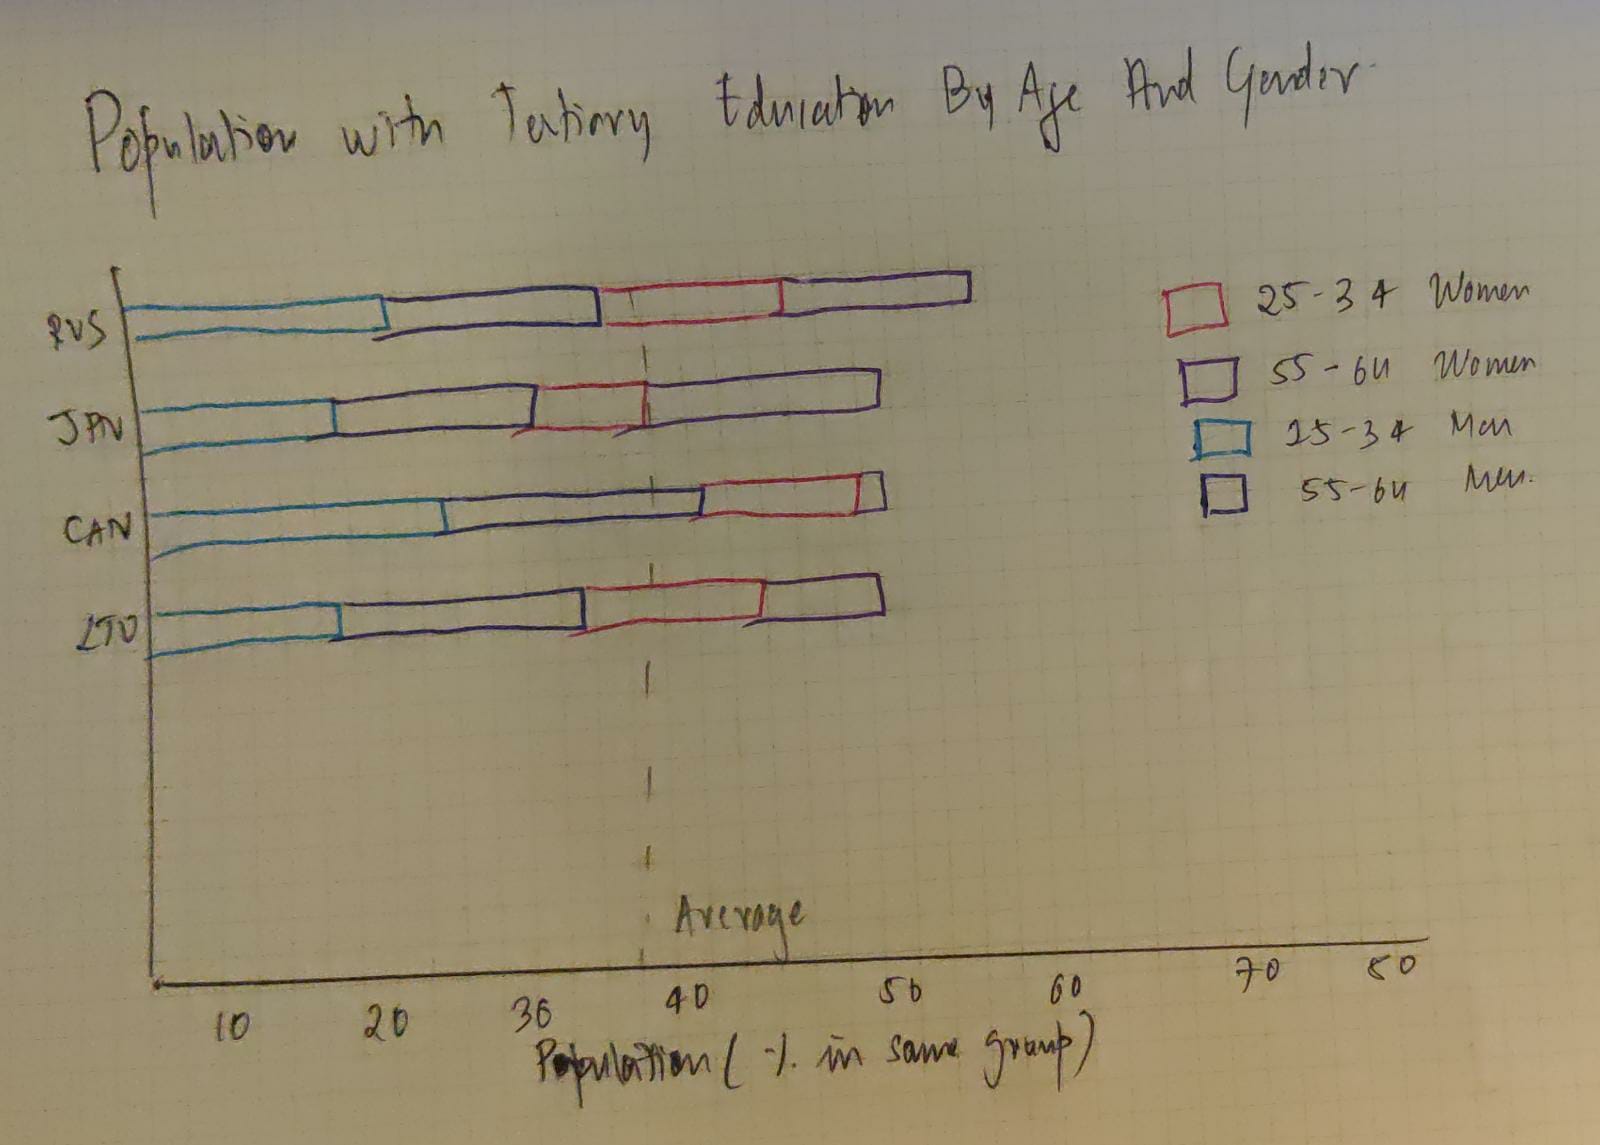 Population with Tertiary Education By Age And Gender
RUS
JPN
CAN
LTU
25-34 Women
55-64 Women
25-34 Men
55-64 Men.
Average
10 20 30 40 50 60 70 80
Population (% in same group)